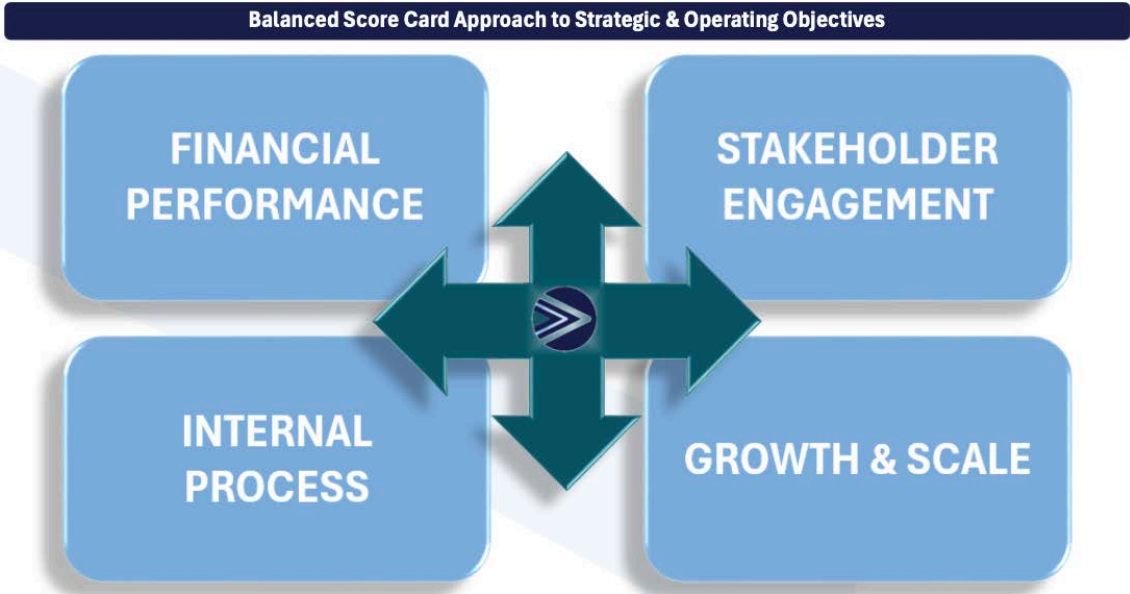 Balanced Score Card Approach to Strategic & Operating Objectives
FINANCIAL
PERFORMANCE
STAKEHOLDER
ENGAGEMENT
INTERNAL
PROCESS
GROWTH & SCALE